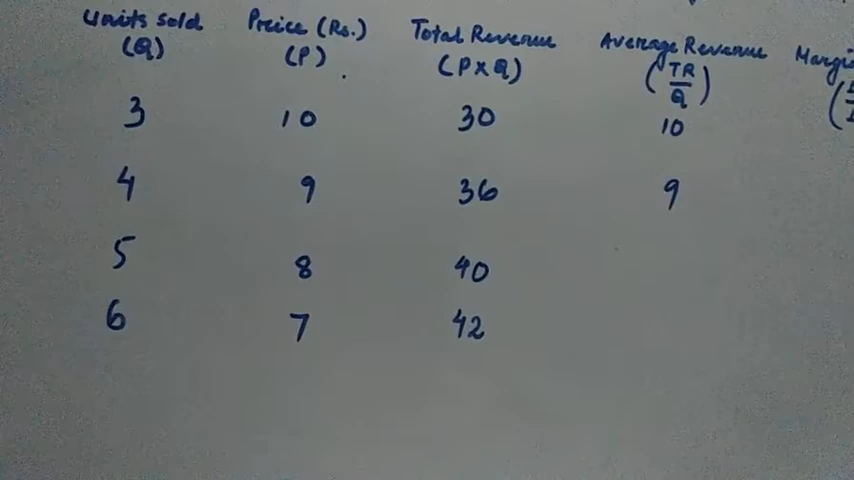 Units Sold Price (Rs.) Total Revenue Average Revenue
(Q) (P) (PxQ) (TR/Q)
3 10 30 10
4 9 36 9
5 8 40
6 7 42